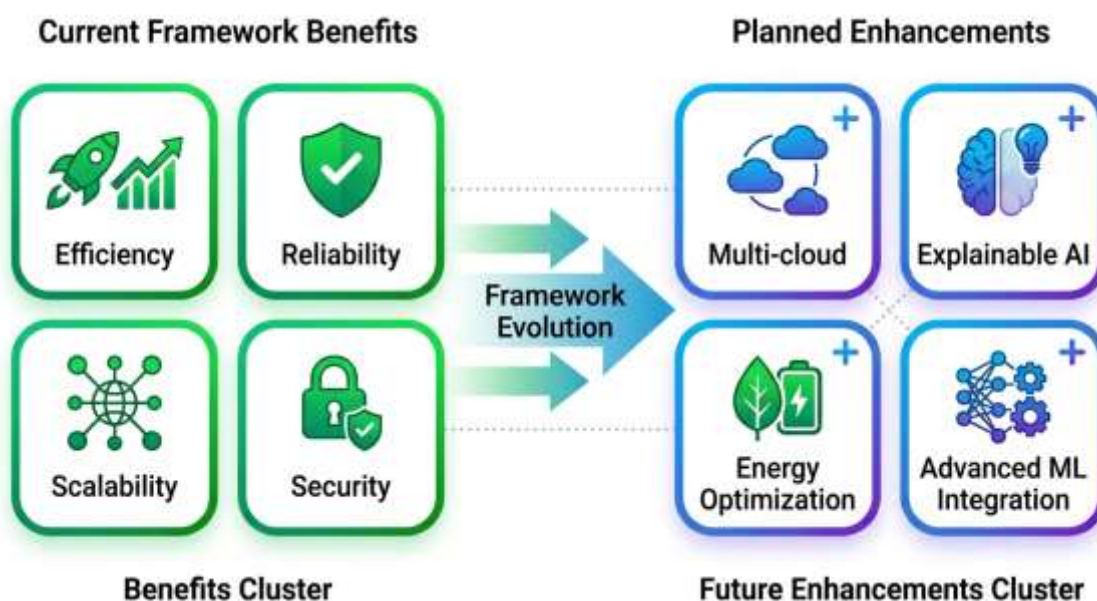 Current Framework Benefits
Planned Enhancements
Efficiency
Reliability
Multi-cloud
Explainable AI
Framework
Evolution
Scalability
Security
Energy
Optimization
Advanced ML
Integration
Benefits Cluster
Future Enhancements Cluster